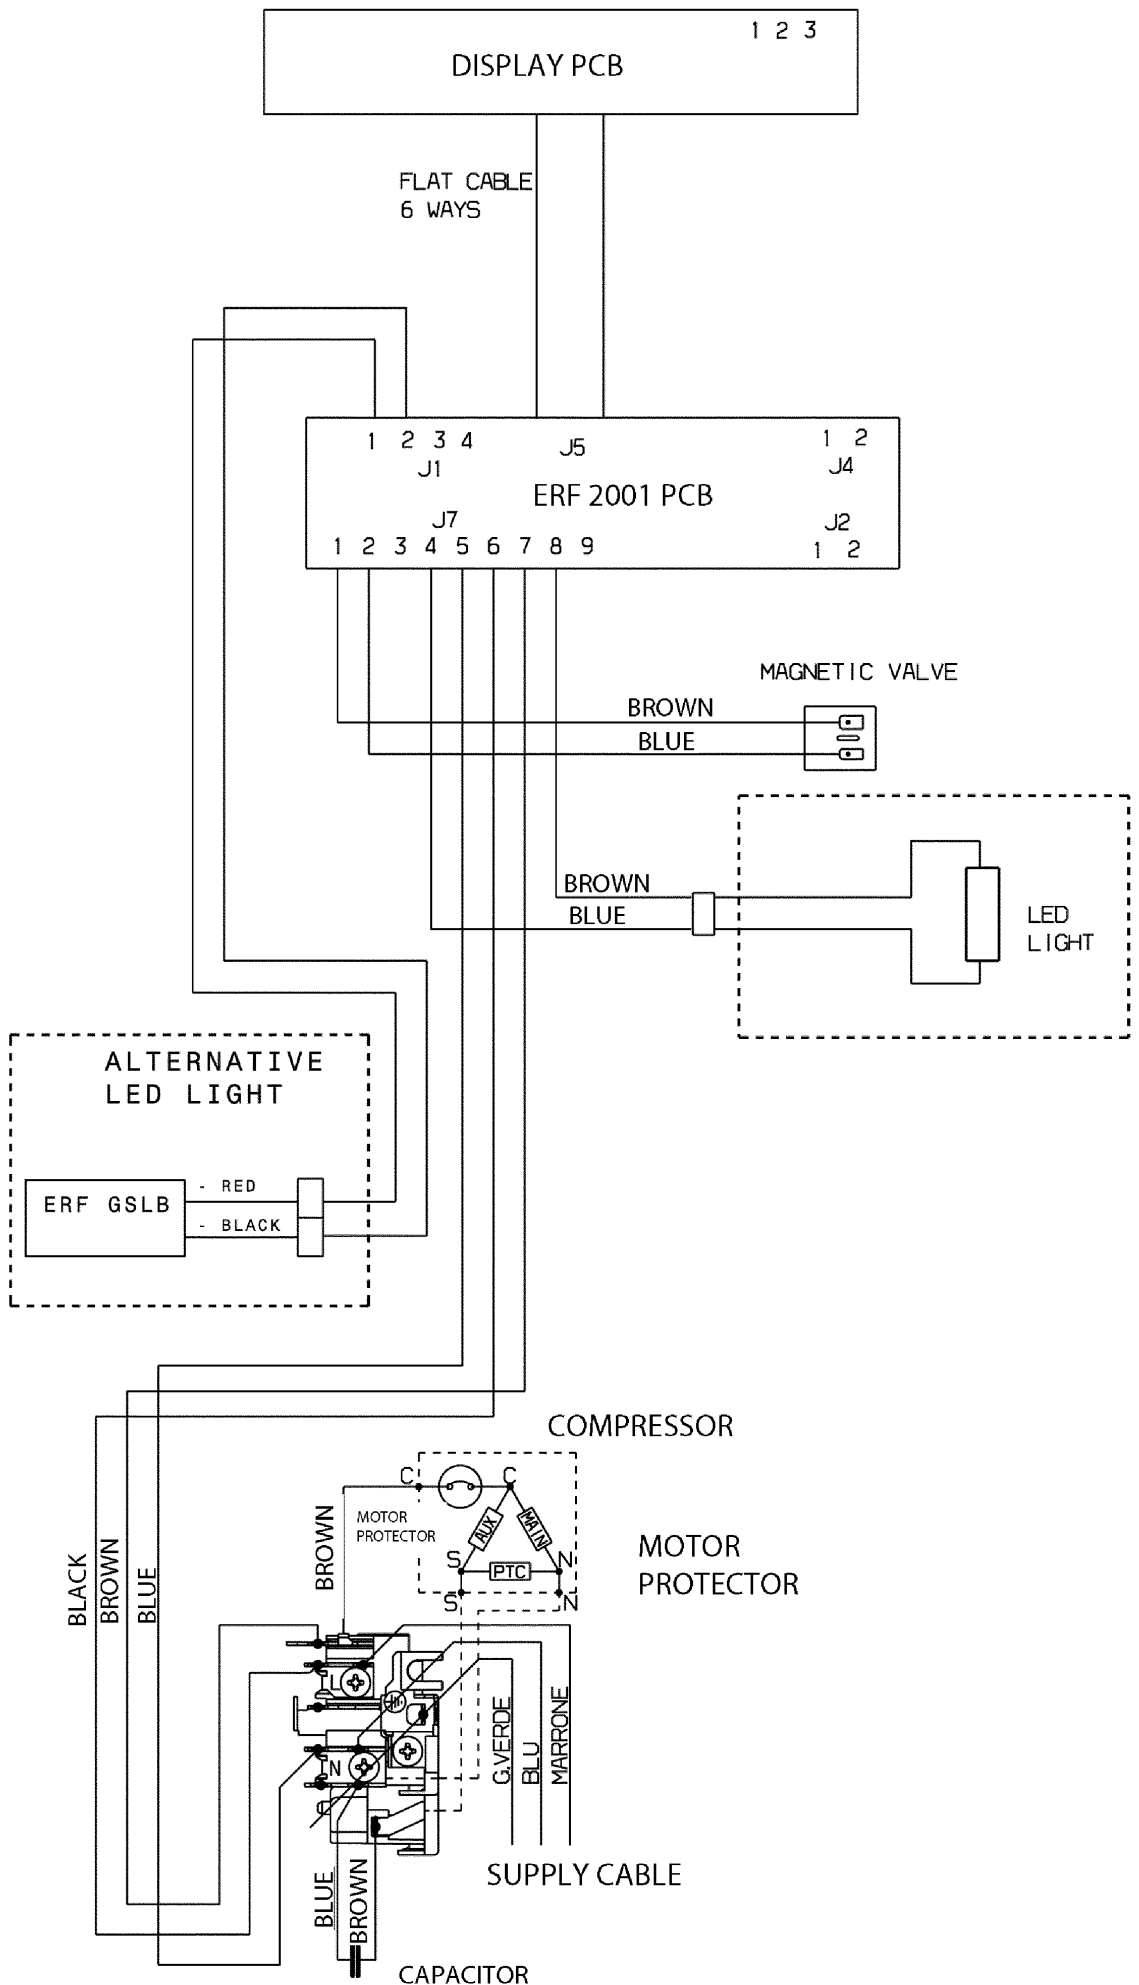 1 2 3
DISPLAY PCB
FLAT CABLE
6 WAYS
1 2 3 4
J1
J5
1 2
J4
ERF 2001 PCB
J7
1 2 3 4 5 6 7 8 9
J2
1 2
MAGNETIC VALVE
BROWN
BLUE
BROWN
BLUE
LED
LIGHT
ALTERNATIVE
LED LIGHT
ERF GSLB
- RED
- BLACK
COMPRESSOR
C
C
MOTOR
PROTECTOR
AUX
MAIN
S
PTC
N
S
N
MOTOR
PROTECTOR
BLACK
BROWN
BLUE
BROWN
L
N
G.VERDE
BLU
MARRONE
SUPPLY CABLE
BLUE
BROWN
CAPACITOR